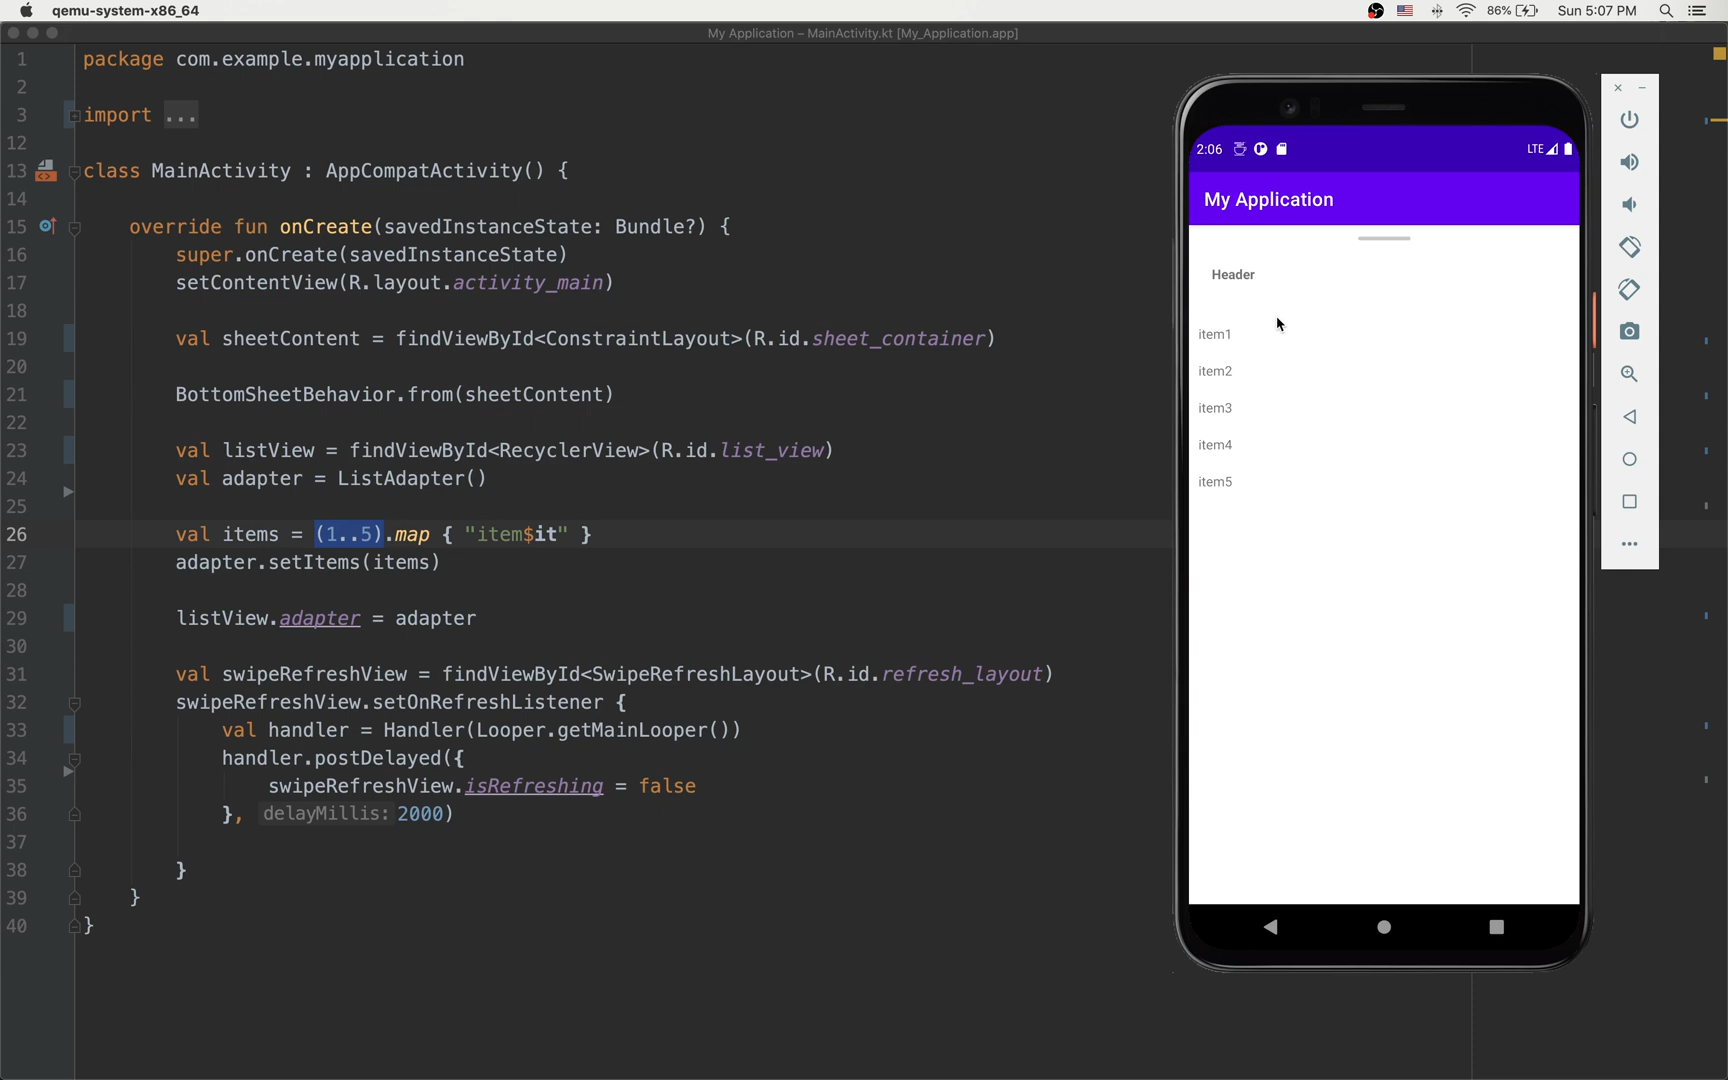 qemu-system-x86_64
86%
Sun 5:07 PM
My Application – MainActivity.kt [My_Application.app]
1 package com.example.myapplication
2
3 import ...
12
13 class MainActivity : AppCompatActivity() {
14
15 override fun onCreate(savedInstanceState: Bundle?) {
16 super.onCreate(savedInstanceState)
17 setContentView(R.layout.activity_main)
18
19 val sheetContent = findViewById<ConstraintLayout>(R.id.sheet_container)
20
21 BottomSheetBehavior.from(sheetContent)
22
23 val listView = findViewById<RecyclerView>(R.id.list_view)
24 val adapter = ListAdapter()
25
26 val items = (1..5).map { "item$it" }
27 adapter.setItems(items)
28
29 listView.adapter = adapter
30
31 val swipeRefreshView = findViewById<SwipeRefreshLayout>(R.id.refresh_layout)
32 swipeRefreshView.setOnRefreshListener {
33 val handler = Handler(Looper.getMainLooper())
34 handler.postDelayed({
35 swipeRefreshView.isRefreshing = false
36 }, delayMillis: 2000)
37
38 }
39 }
40 }
2:06
LTE
My Application
Header
item1
item2
item3
item4
item5